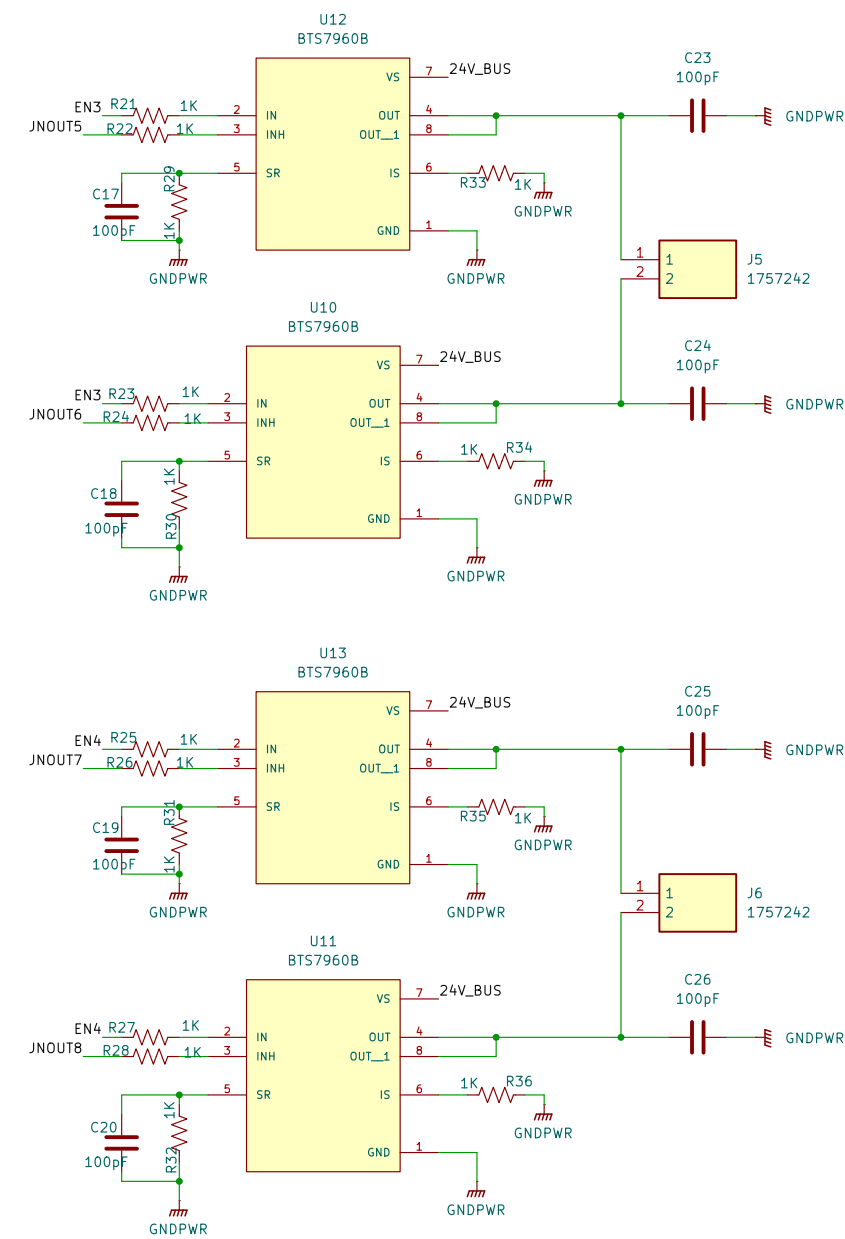 U12
BTS7960B
VS 7 24V_BUS
C23
100pF
EN3 R21 1K 2 IN OUT 4 GNDPWR
JNOUT5 R22 1K 3 INH OUT__1 8
R29 5 SR IS 6 R33 1K
C17
100pF 1K GND 1 GNDPWR
GNDPWR GNDPWR
1 1 J5
2 2 1757242
U10
BTS7960B
VS 7 24V_BUS
C24
100pF
EN3 R23 1K 2 IN OUT 4 GNDPWR
JNOUT6 R24 1K 3 INH OUT__1 8
1K 5 SR IS 6 1K R34
C18 GNDPWR
100pF R30 GND 1
GNDPWR
GNDPWR
U13
BTS7960B
VS 7 24V_BUS
C25
100pF
EN4 R25 1K 2 IN OUT 4 GNDPWR
JNOUT7 R26 1K 3 INH OUT__1 8
R31 5 SR IS 6 R35 1K
C19 GNDPWR
100pF 1K GND 1
GNDPWR GNDPWR
1 1 J6
2 2 1757242
U11
BTS7960B
VS 7 24V_BUS
C26
100pF
EN4 R27 1K 2 IN OUT 4 GNDPWR
JNOUT8 R28 1K 3 INH OUT__1 8
1K 5 SR IS 6 1K R36
C20 GNDPWR
100pF R32 GND 1
GNDPWR
GNDPWR